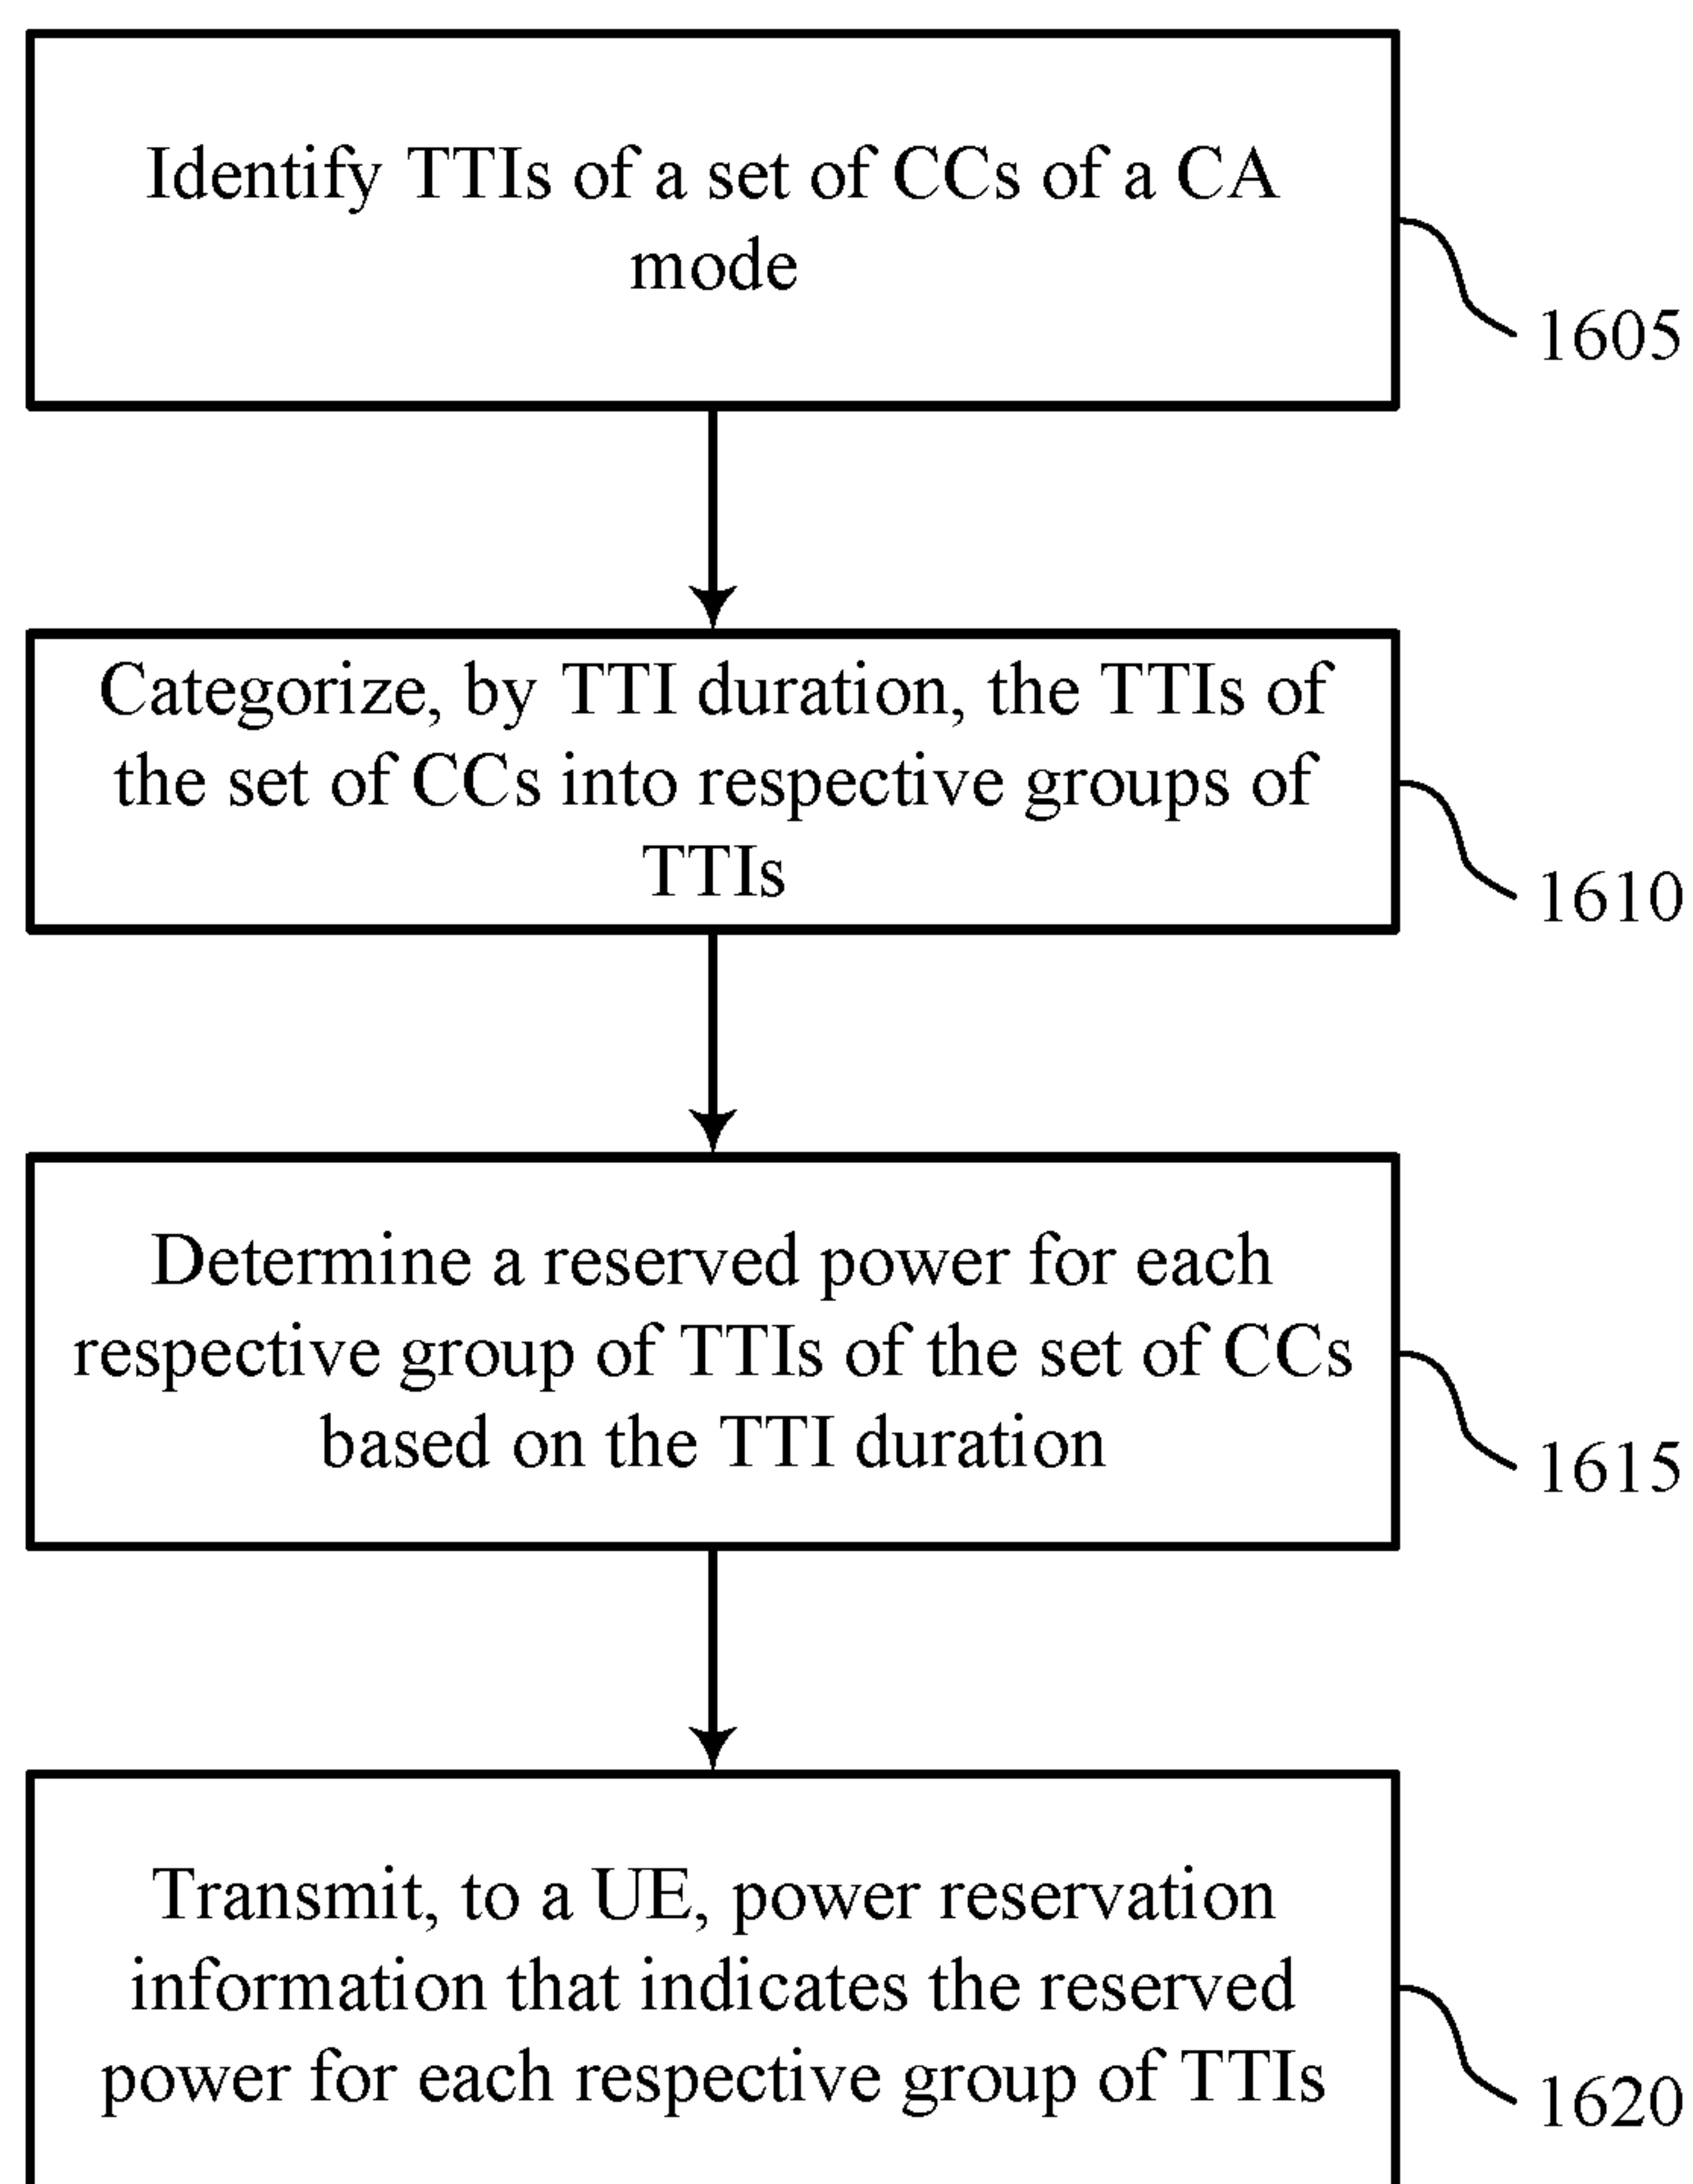 Identify TTIs of a set of CCs of a CA
mode
1605
Categorize, by TTI duration, the TTIs of
the set of CCs into respective groups of
TTIs
1610
Determine a reserved power for each
respective group of TTIs of the set of CCs
based on the TTI duration
1615
Transmit, to a UE, power reservation
information that indicates the reserved
power for each respective group of TTIs
1620